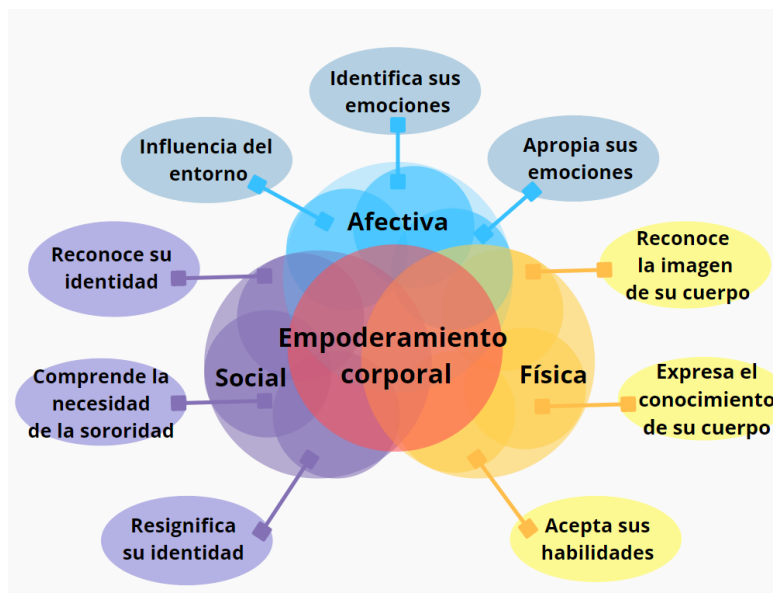 Identifica sus
emociones
Influencia del
entorno
Apropia sus
emociones
Afectiva
Reconoce su
identidad
Reconoce
la imagen
de su cuerpo
Empoderamiento
corporal
Social
Física
Comprende la
necesidad
de la sororidad
Expresa el
conocimiento
de su cuerpo
Resignifica
su identidad
Acepta sus
habilidades